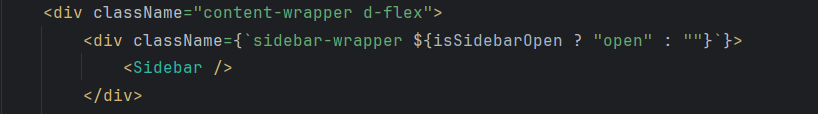 <div className="content-wrapper d-flex">
<div className={`sidebar-wrapper ${isSidebarOpen ? "open" : ""}`}>
<Sidebar />
</div>